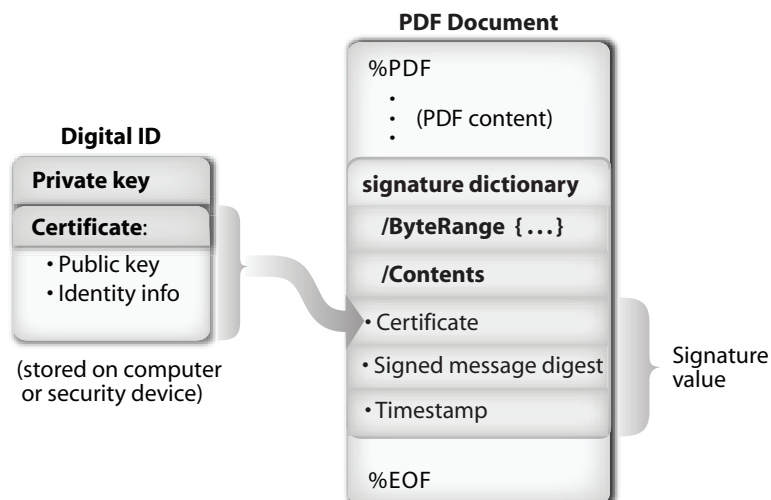 PDF Document
%PDF
•
• (PDF content)
•
Digital ID
Private key
Certificate:
• Public key
• Identity info
(stored on computer
or security device)
signature dictionary
/ByteRange {...}
/Contents
• Certificate
• Signed message digest
• Timestamp
%EOF
Signature
value